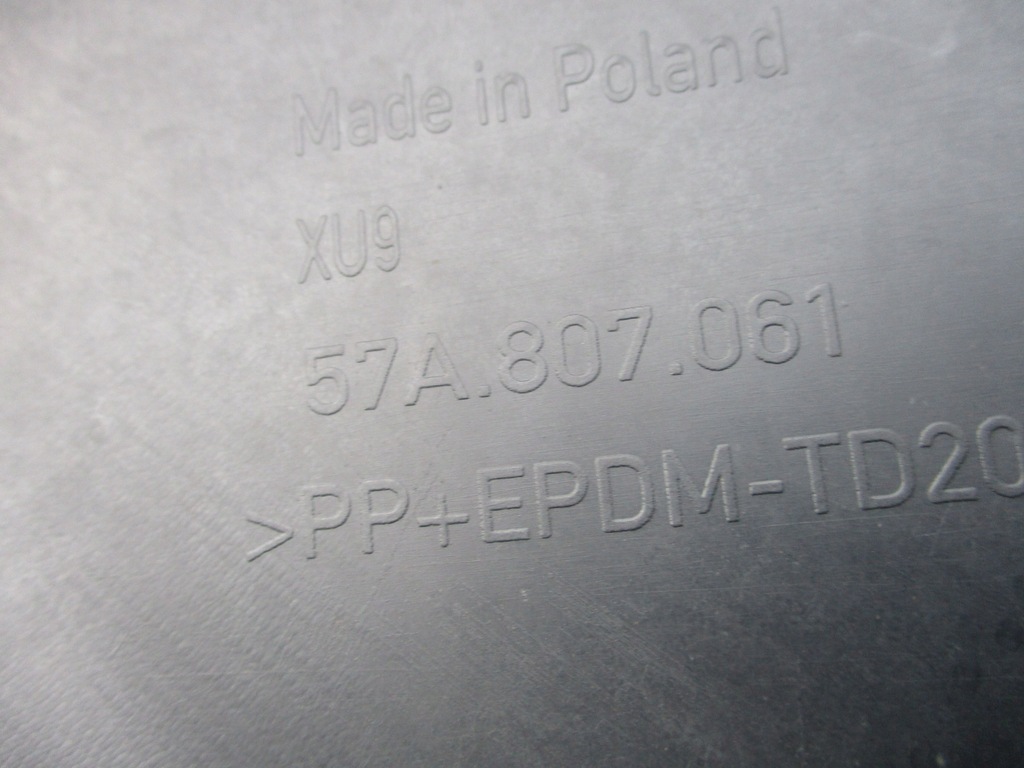 Made in Poland
XU9
57A.807.061
>PP+EPDM-TD20